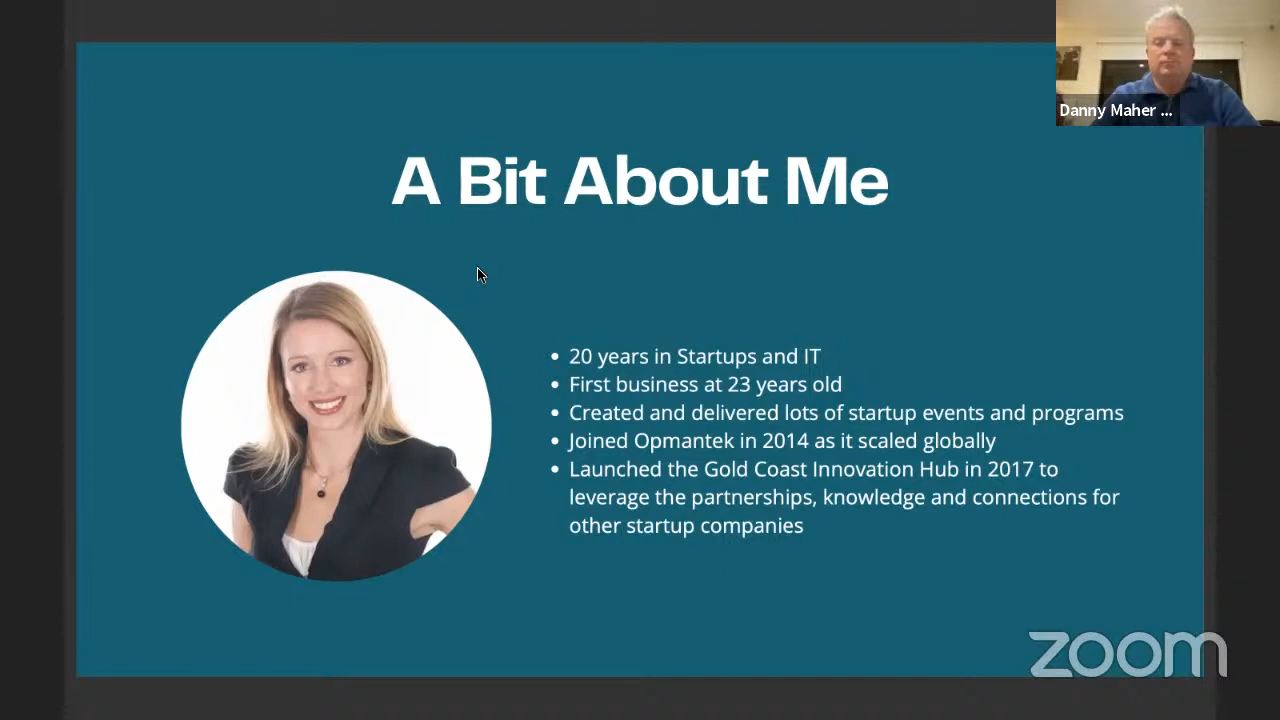 Danny Maher ...
A Bit About Me
• 20 years in Startups and IT
• First business at 23 years old
• Created and delivered lots of startup events and programs
• Joined Opmantek in 2014 as it scaled globally
• Launched the Gold Coast Innovation Hub in 2017 to
leverage the partnerships, knowledge and connections for
other startup companies
zoom